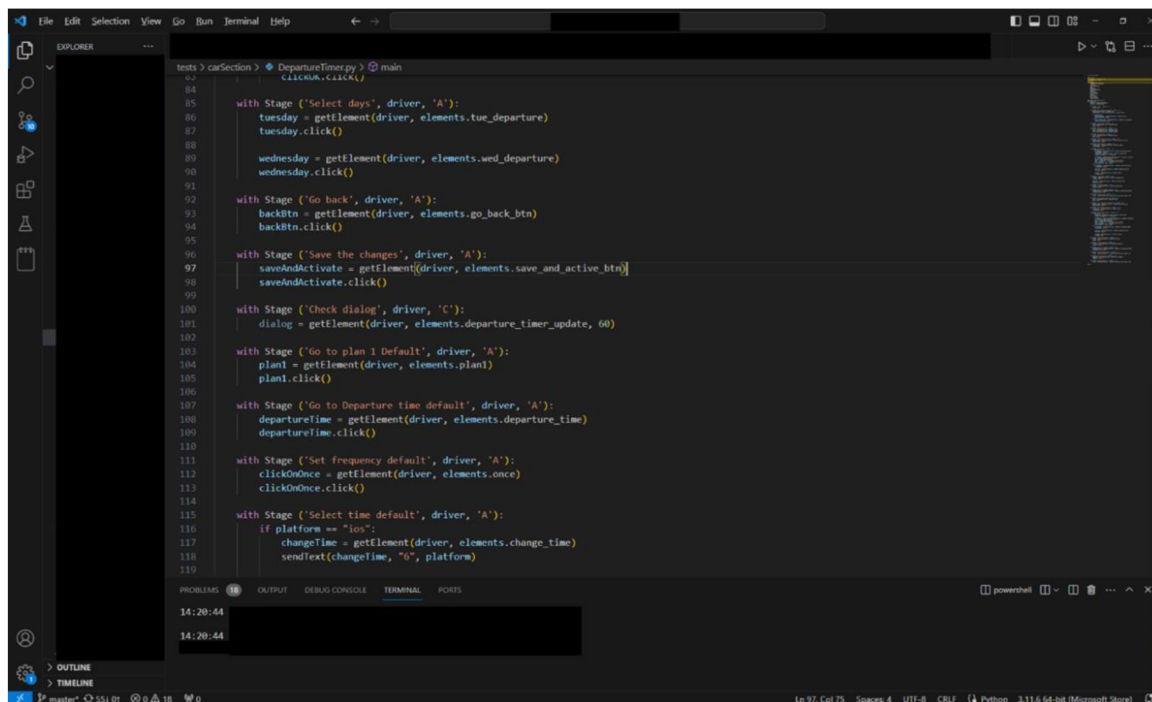 File Edit Selection View Go Run Terminal Help
EXPLORER ...
tests > carSection > DepartureTimer.py > main
83 clickOk.click()
84
85 with Stage ('Select days', driver, 'A'):
86 tuesday = getElement(driver, elements.tue_departure)
87 tuesday.click()
88
89 wednesday = getElement(driver, elements.wed_departure)
90 wednesday.click()
91
92 with Stage ('Go back', driver, 'A'):
93 backBtn = getElement(driver, elements.go_back_btn)
94 backBtn.click()
95
96 with Stage ('Save the changes', driver, 'A'):
97 saveAndActivate = getElement(driver, elements.save_and_active_btn)
98 saveAndActivate.click()
99
100 with Stage ('Check dialog', driver, 'C'):
101 dialog = getElement(driver, elements.departure_timer_update, 60)
102
103 with Stage ('Go to plan 1 Default', driver, 'A'):
104 plan1 = getElement(driver, elements.plan1)
105 plan1.click()
106
107 with Stage ('Go to Departure time default', driver, 'A'):
108 departureTime = getElement(driver, elements.departure_time)
109 departureTime.click()
110
111 with Stage ('Set frequency default', driver, 'A'):
112 clickOnOnce = getElement(driver, elements.once)
113 clickOnOnce.click()
114
115 with Stage ('Select time default', driver, 'A'):
116 if platform == "ios":
117 changeTime = getElement(driver, elements.change_time)
118 sendText(changeTime, "6", platform)
119
PROBLEMS 18 OUTPUT DEBUG CONSOLE TERMINAL PORTS powershell
14:20:44
14:20:44
OUTLINE
TIMELINE
master* 55↓ 0↑ 0 18 0 Ln 97, Col 75 Spaces: 4 UTF-8 CRLF Python 3.11.6 64-bit (Microsoft Store)